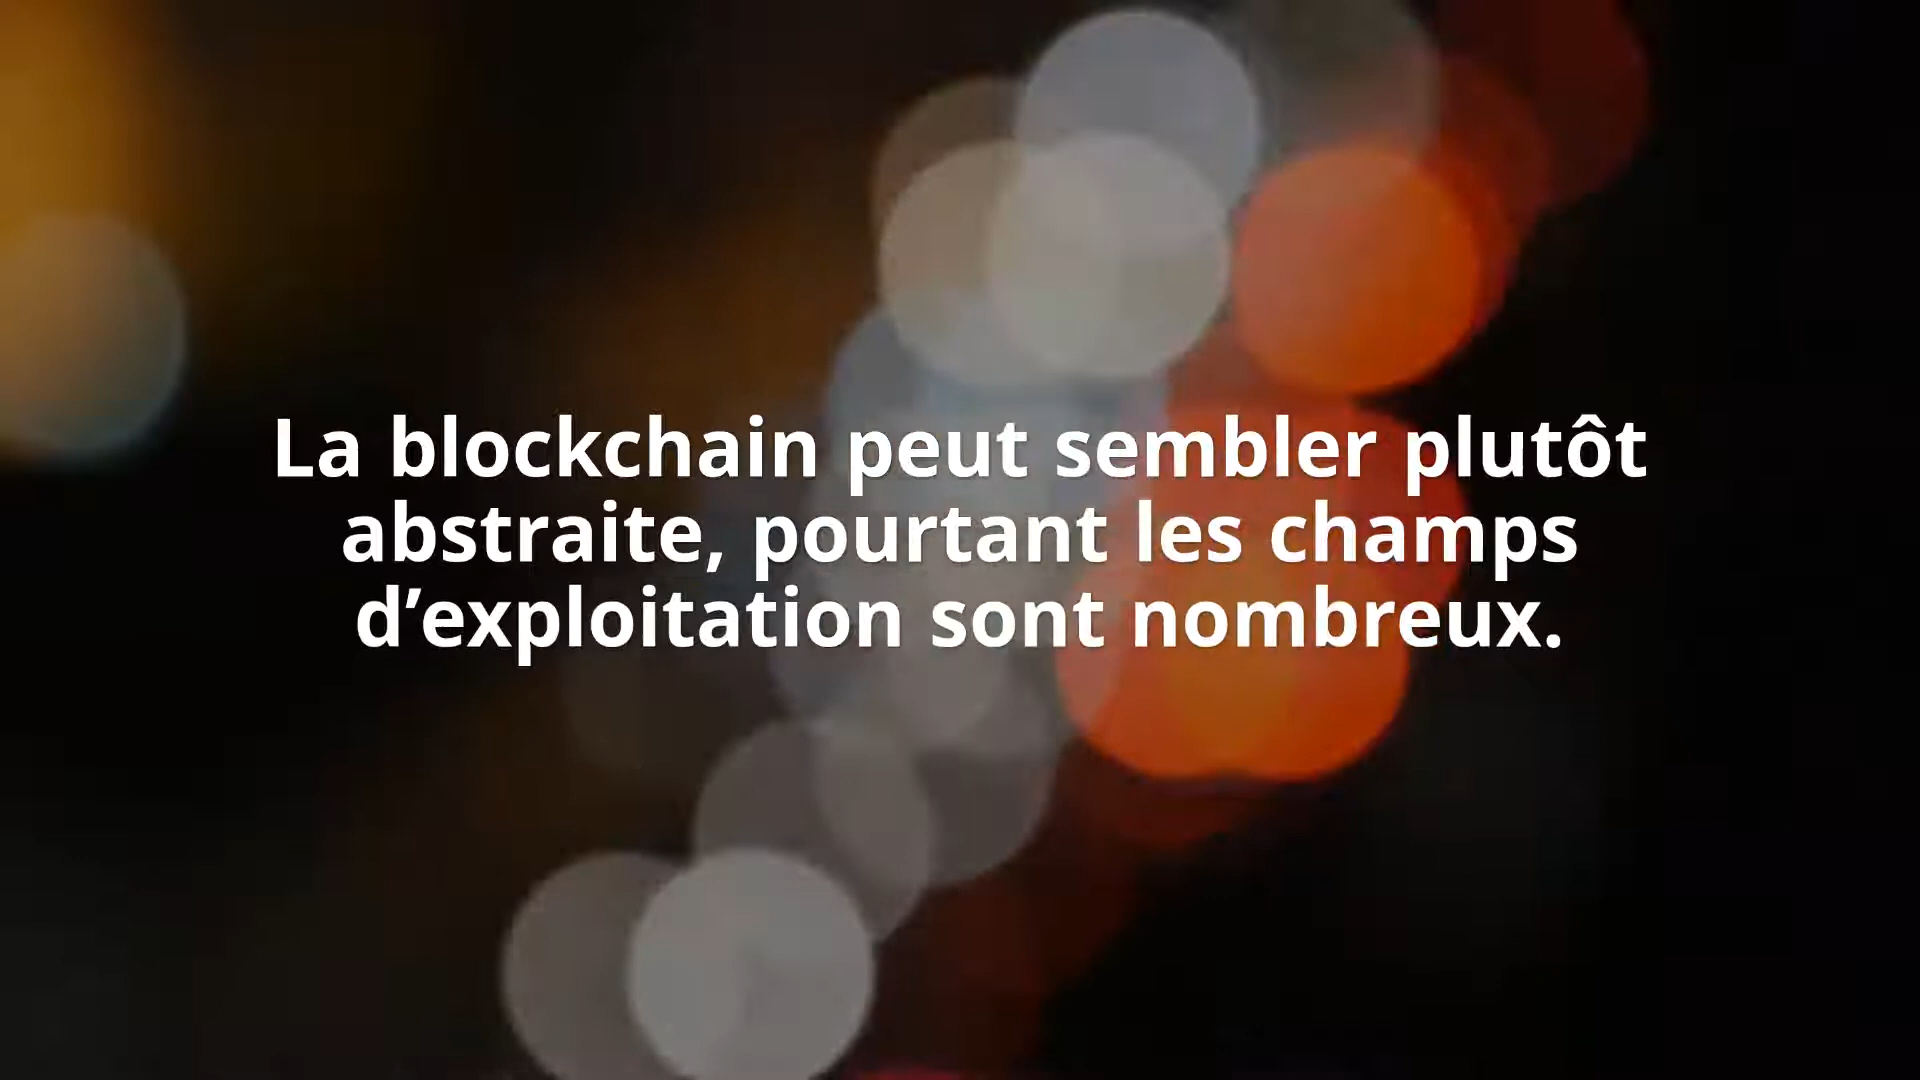 La blockchain peut sembler plutôt
abstraite, pourtant les champs
d’exploitation sont nombreux.